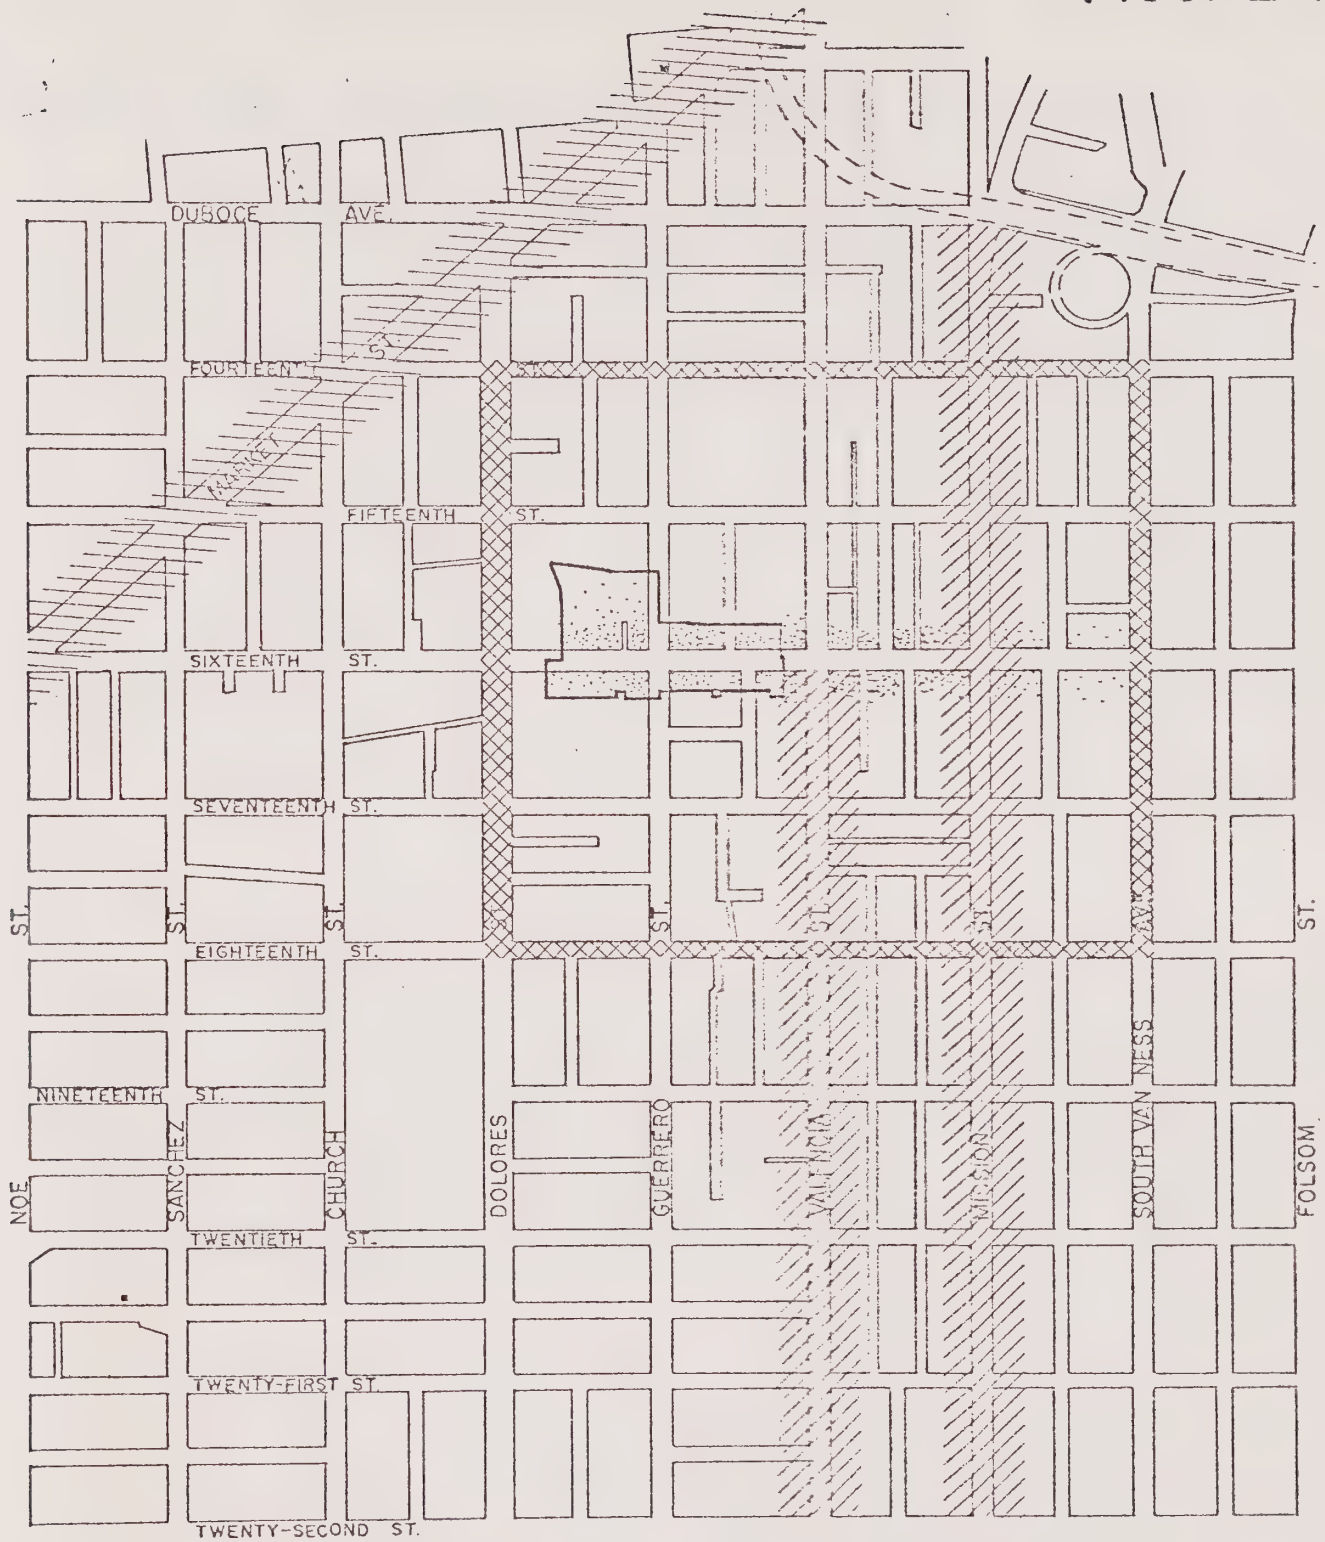 DUBOCE AVE.
ST.
FOURTEENTH ST.
MARKET
FIFTEENTH ST.
SIXTEENTH ST.
SEVENTEENTH ST.
ST. ST. ST. ST. ST. ST. ST. AVE. ST.
EIGHTEENTH ST.
NINETEENTH ST.
NOE
SANCHEZ
CHURCH
DOLORES
GUERRERO
VALENCIA
MISSION
SOUTH VAN NESS
FOLSOM
TWENTIETH ST.
TWENTY-FIRST ST.
TWENTY-SECOND ST.